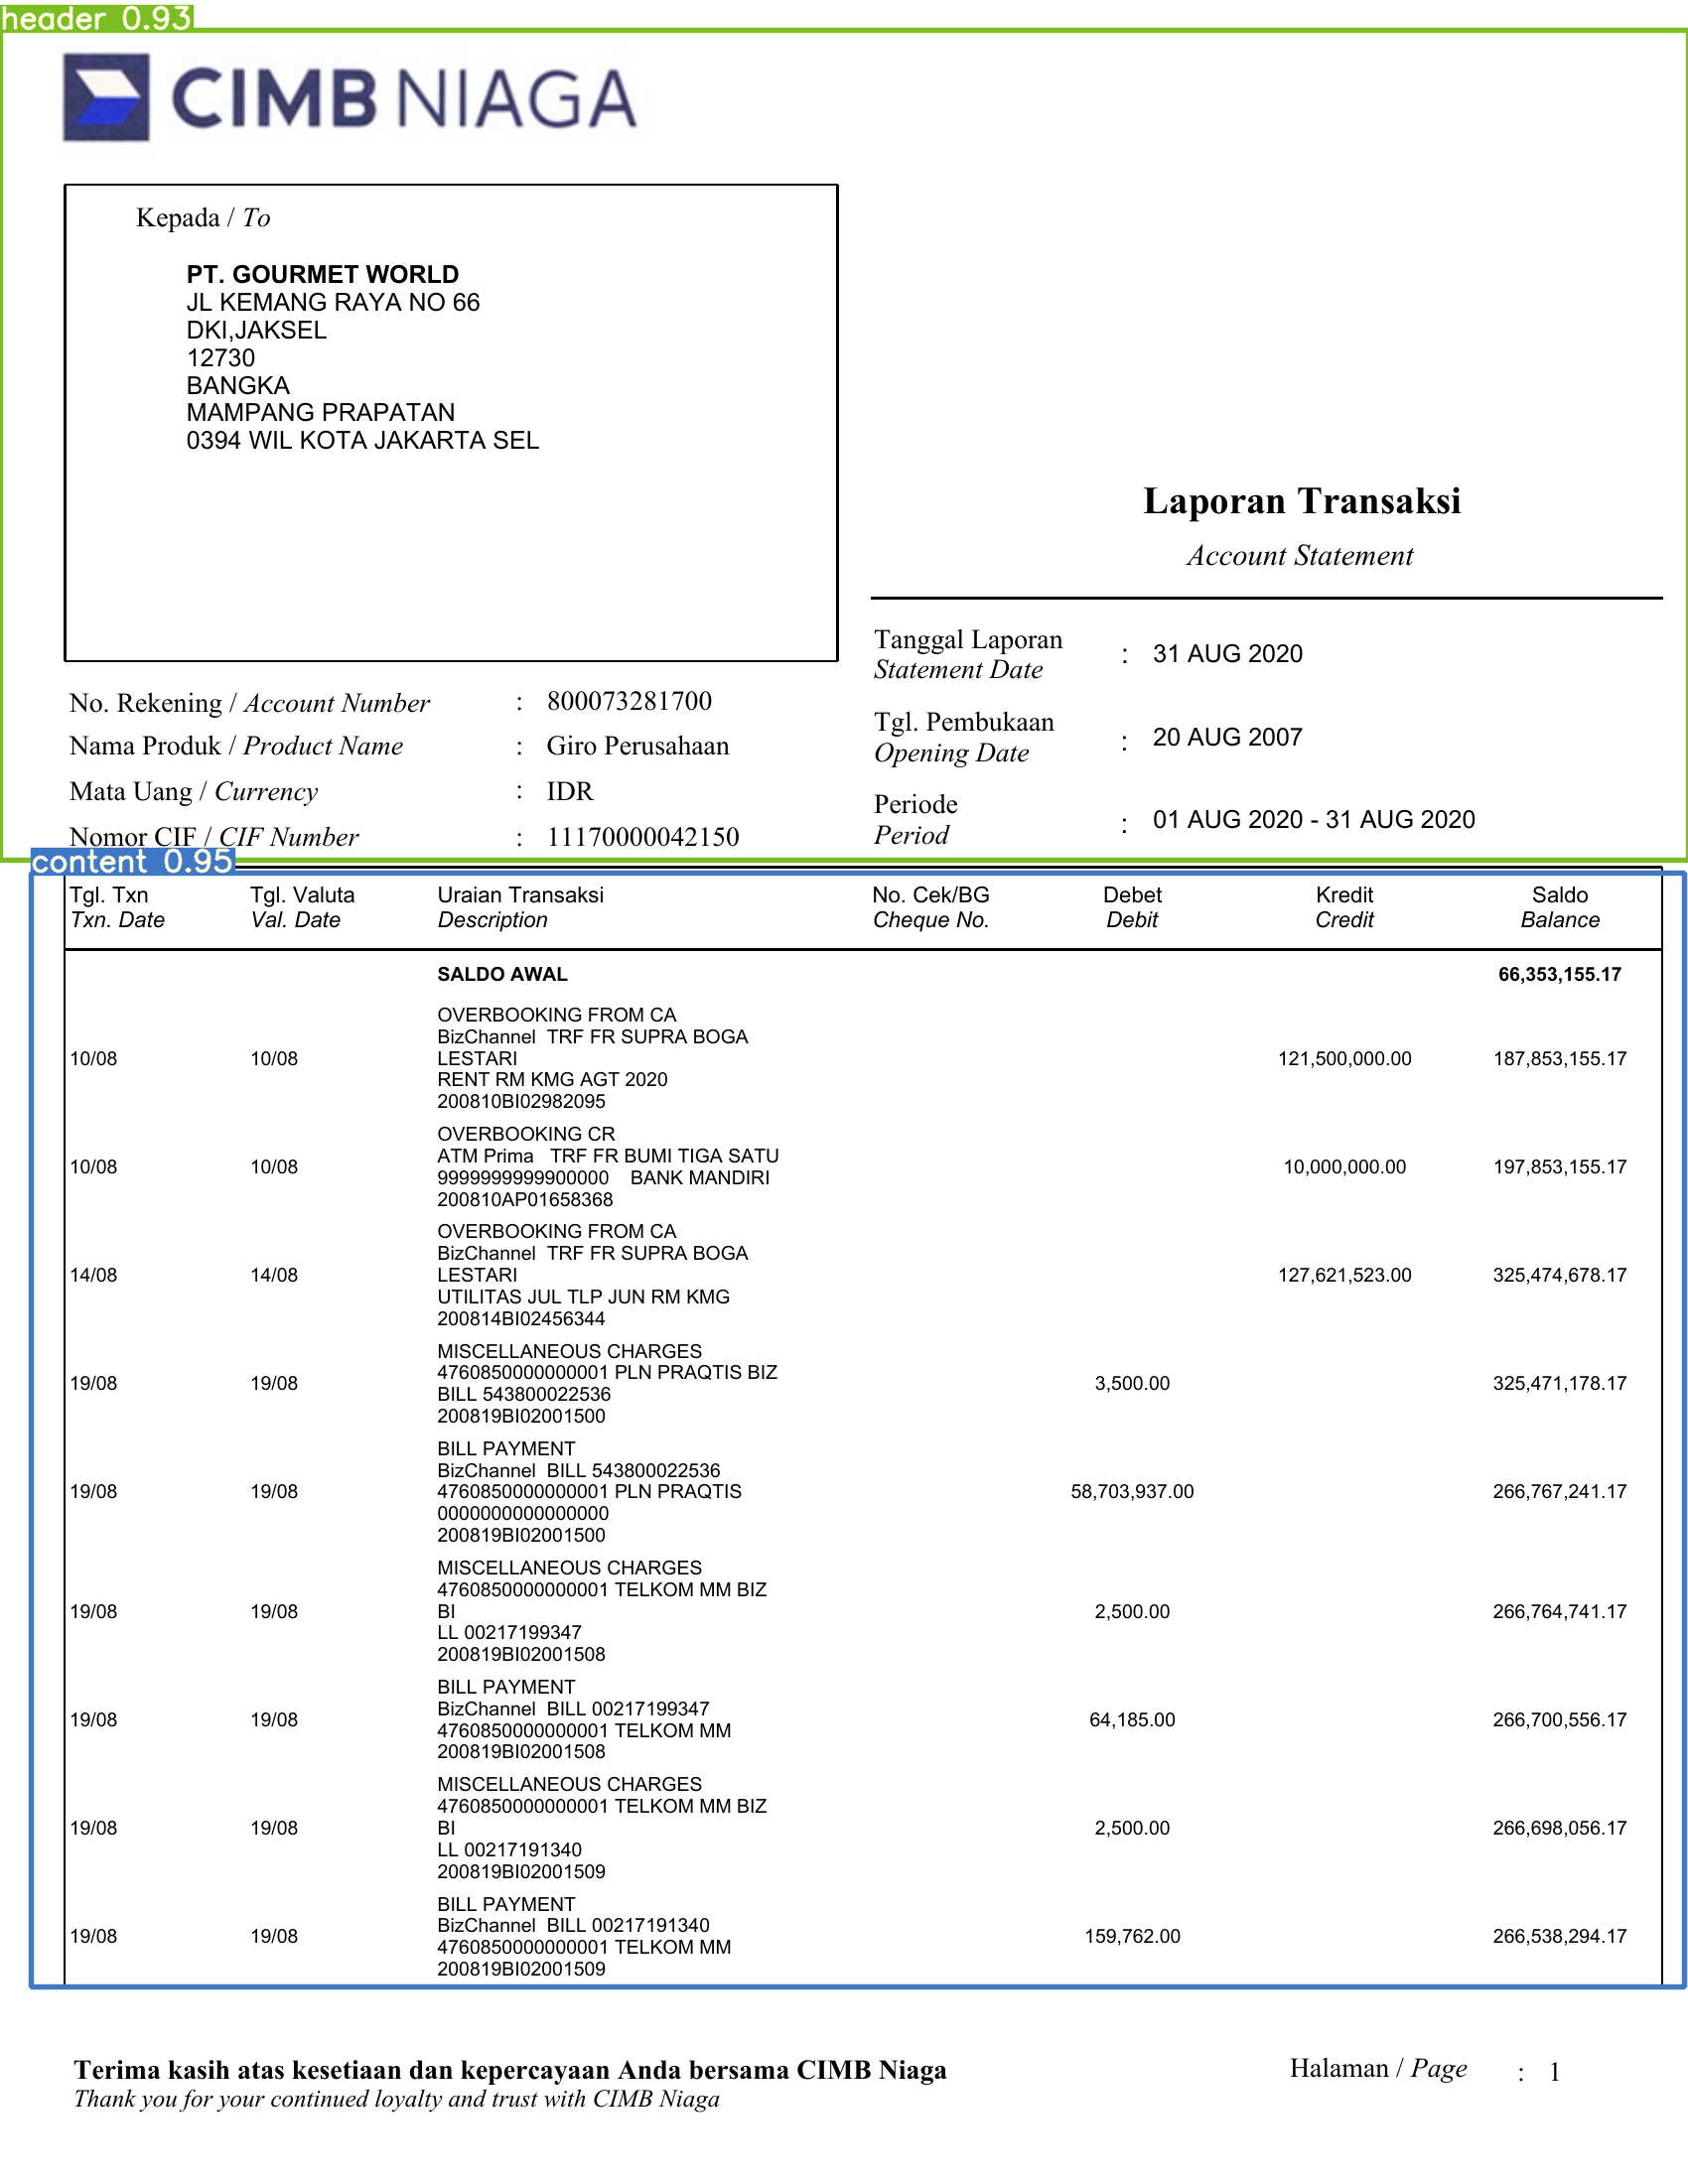 header 0.93
CIMB NIAGA
Kepada / To
PT. GOURMET WORLD
JL KEMANG RAYA NO 66
DKI,JAKSEL
12730
BANGKA
MAMPANG PRAPATAN
0394 WIL KOTA JAKARTA SEL
Laporan Transaksi
Account Statement
Tanggal Laporan
Statement Date : 31 AUG 2020
Tgl. Pembukaan
Opening Date : 20 AUG 2007
Periode
Period : 01 AUG 2020 - 31 AUG 2020
No. Rekening / Account Number : 800073281700
Nama Produk / Product Name : Giro Perusahaan
Mata Uang / Currency : IDR
Nomor CIF / CIF Number : 11170000042150
content 0.95
Tgl. Txn Tgl. Valuta Uraian Transaksi No. Cek/BG Debet Kredit Saldo
Txn. Date Val. Date Description Cheque No. Debit Credit Balance
SALDO AWAL 66,353,155.17
OVERBOOKING FROM CA
BizChannel TRF FR SUPRA BOGA
10/08 10/08 LESTARI 121,500,000.00 187,853,155.17
RENT RM KMG AGT 2020
200810BI02982095
OVERBOOKING CR
ATM Prima TRF FR BUMI TIGA SATU
10/08 10/08 9999999999900000 BANK MANDIRI 10,000,000.00 197,853,155.17
200810AP01658368
OVERBOOKING FROM CA
BizChannel TRF FR SUPRA BOGA
14/08 14/08 LESTARI 127,621,523.00 325,474,678.17
UTILITAS JUL TLP JUN RM KMG
200814BI02456344
MISCELLANEOUS CHARGES
4760850000000001 PLN PRAQTIS BIZ
19/08 19/08 BILL 543800022536 3,500.00 325,471,178.17
200819BI02001500
BILL PAYMENT
BizChannel BILL 543800022536
19/08 19/08 4760850000000001 PLN PRAQTIS 58,703,937.00 266,767,241.17
0000000000000000
200819BI02001500
MISCELLANEOUS CHARGES
4760850000000001 TELKOM MM BIZ
19/08 19/08 BI 2,500.00 266,764,741.17
LL 00217199347
200819BI02001508
BILL PAYMENT
BizChannel BILL 00217199347
19/08 19/08 4760850000000001 TELKOM MM 64,185.00 266,700,556.17
200819BI02001508
MISCELLANEOUS CHARGES
4760850000000001 TELKOM MM BIZ
19/08 19/08 BI 2,500.00 266,698,056.17
LL 00217191340
200819BI02001509
BILL PAYMENT
BizChannel BILL 00217191340
19/08 19/08 4760850000000001 TELKOM MM 159,762.00 266,538,294.17
200819BI02001509
Terima kasih atas kesetiaan dan kepercayaan Anda bersama CIMB Niaga
Thank you for your continued loyalty and trust with CIMB Niaga
Halaman / Page : 1